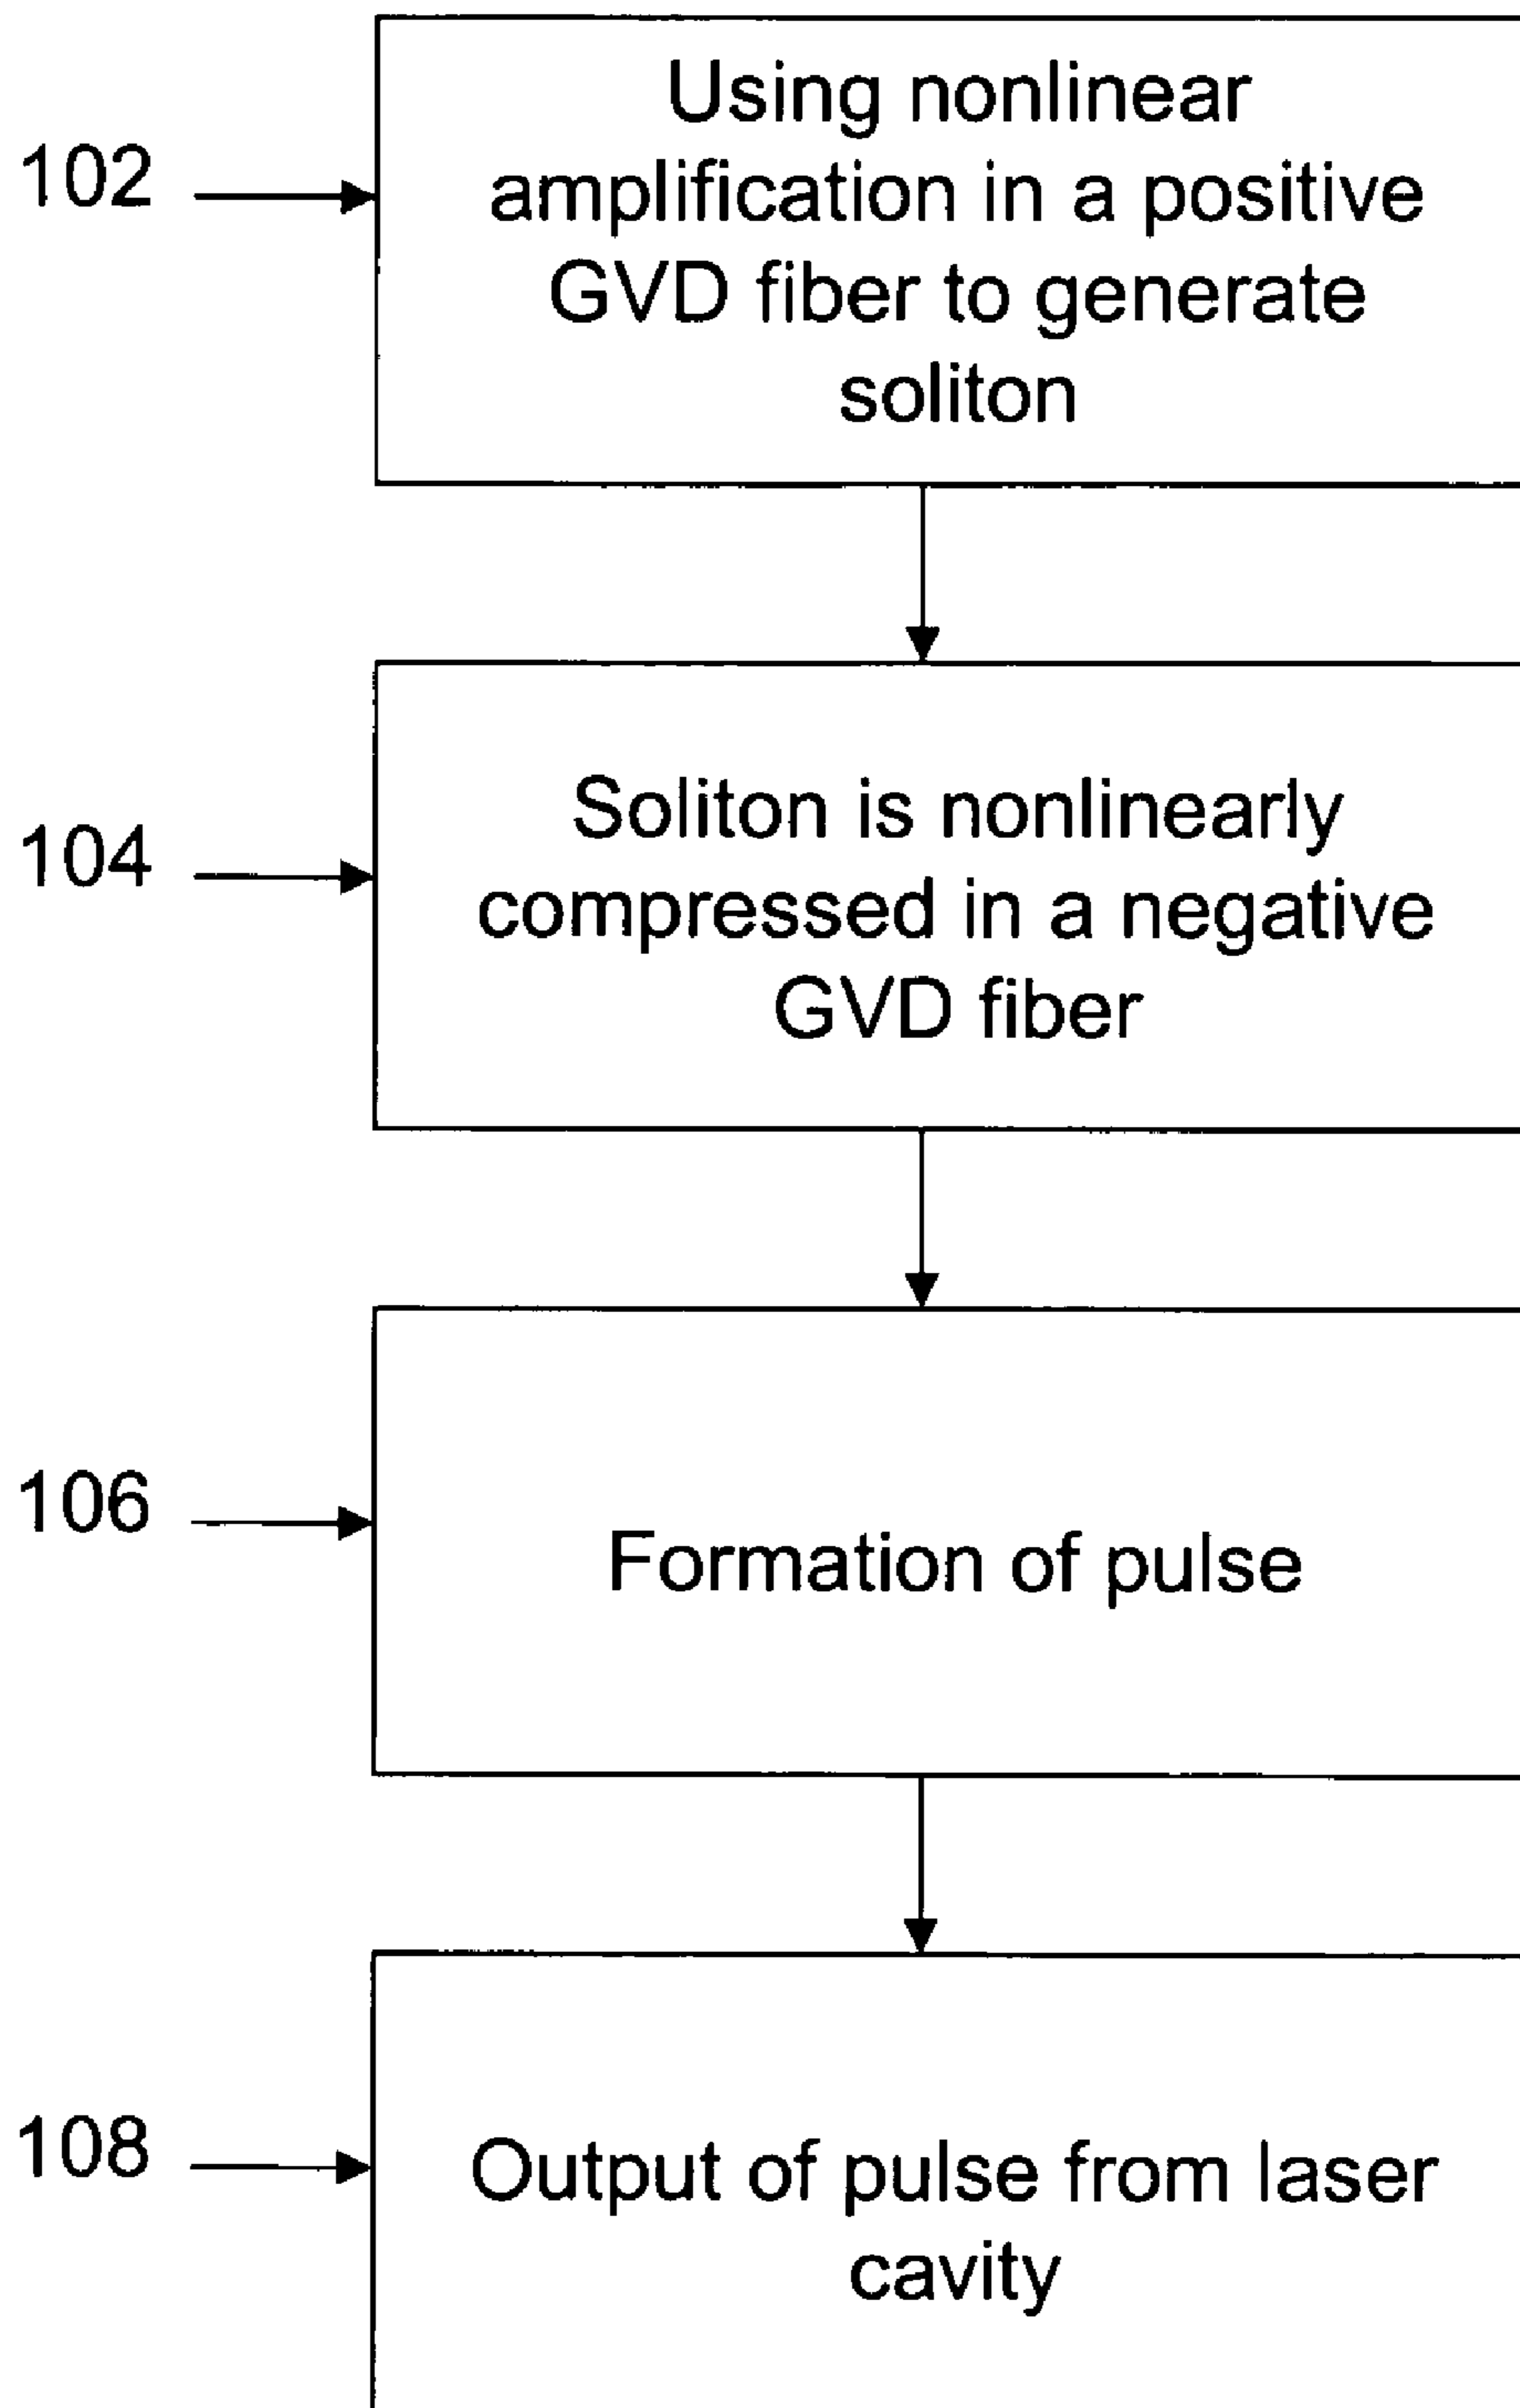 102
Using nonlinear
amplification in a positive
GVD fiber to generate
soliton
104
Soliton is nonlinearly
compressed in a negative
GVD fiber
106
Formation of pulse
108
Output of pulse from laser
cavity